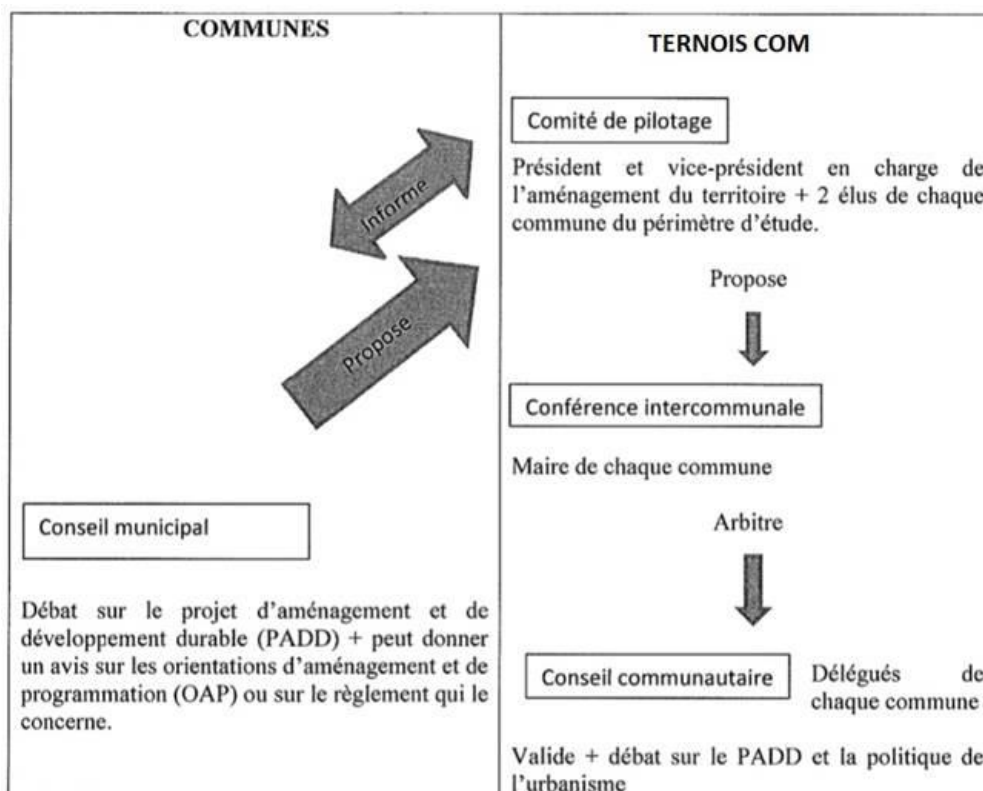 COMMUNES
Informe
Propose
Conseil municipal
Débat sur le projet d'aménagement et de
développement durable (PADD) + peut donner
un avis sur les orientations d'aménagement et de
programmation (OAP) ou sur le règlement qui le
concerne.
TERNOIS COM
Comité de pilotage
Président et vice-président en charge de
l'aménagement du territoire + 2 élus de chaque
commune du périmètre d'étude.
Propose
Conférence intercommunale
Maire de chaque commune
Arbitre
Conseil communautaire
Délégués de
chaque commune
Valide + débat sur le PADD et la politique de
l'urbanisme